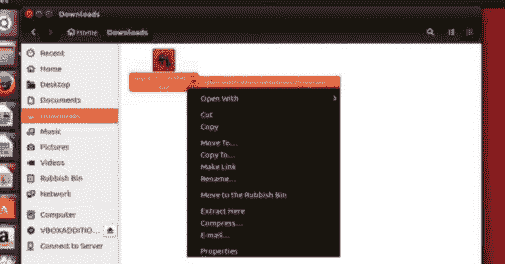 Downloads
Home Downloads
Recent
Home
Desktop
Documents
Downloads
Music
Pictures
Videos
Rubbish Bin
Network
Computer
VBOXADDITIO...
Connect to Server
Open With
Cut
Copy
Move To...
Copy To...
Make Link
Rename...
Move to the Rubbish Bin
Extract Here
Compress...
Email...
Properties